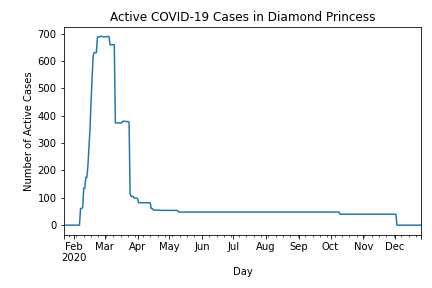 Active COVID-19 Cases in Diamond Princess
Number of Active Cases
700
600
500
400
300
200
100
0
Feb Mar Apr May Jun Jul Aug Sep Oct Nov Dec
2020
Day